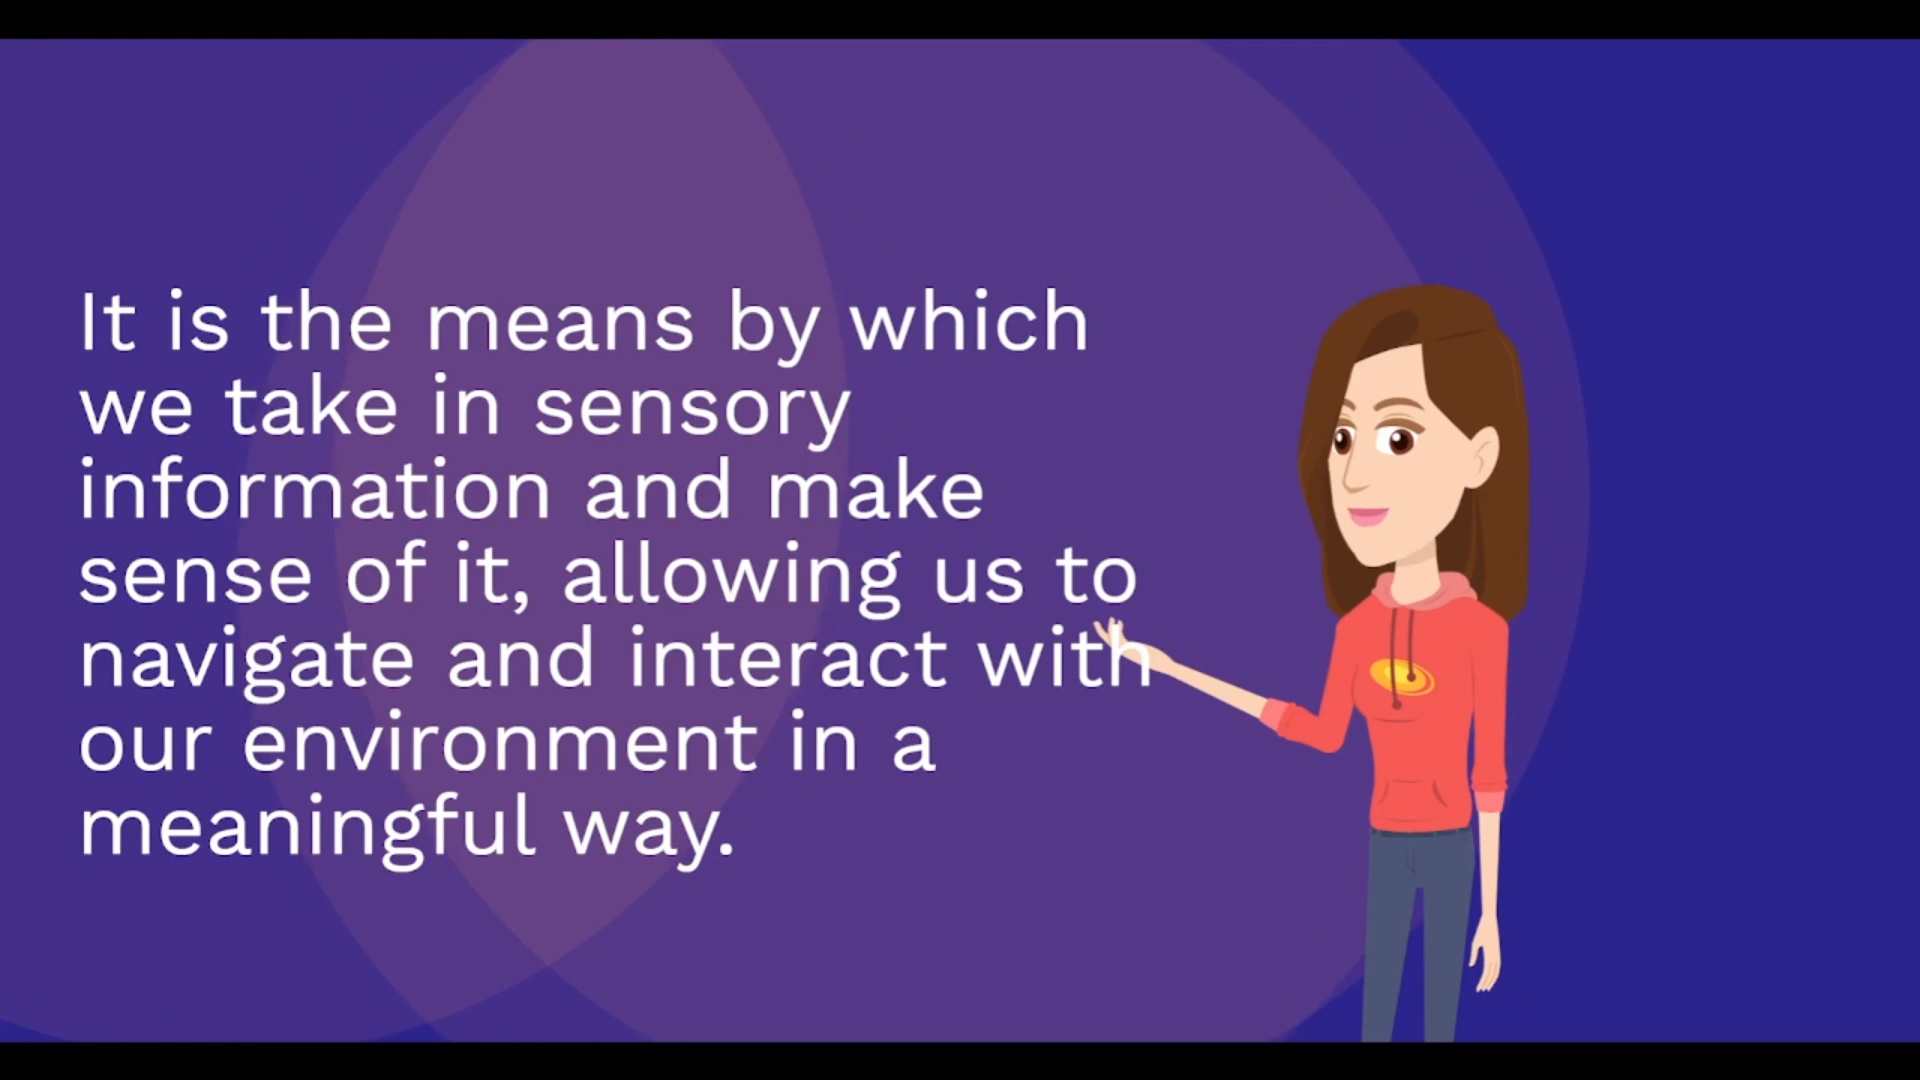 It is the means by which
we take in sensory
information and make
sense of it, allowing us to
navigate and interact with
our environment in a
meaningful way.